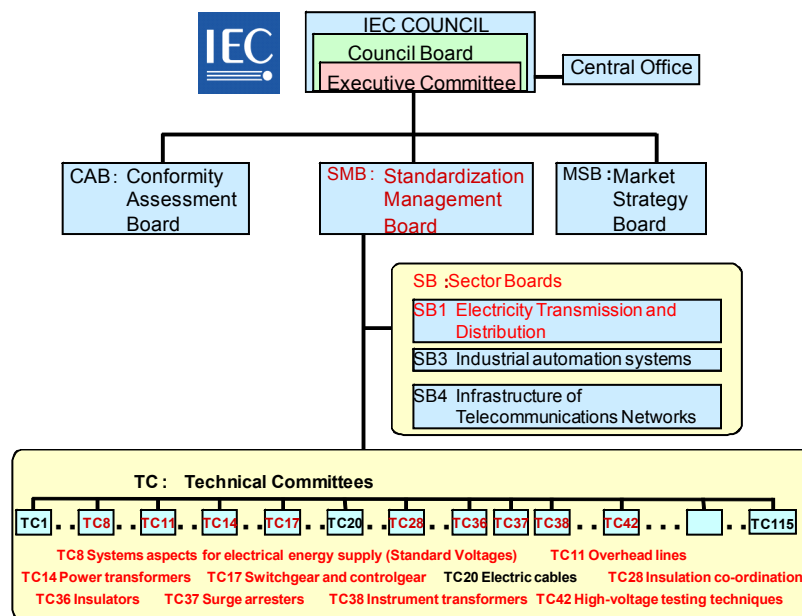 IEC
IEC COUNCIL
Council Board
Executive Committee
Central Office
CAB: Conformity
Assessment
Board
SMB: Standardization
Management
Board
MSB: Market
Strategy
Board
SB :Sector Boards
SB1 Electricity Transmission and
Distribution
SB3 Industrial automation systems
SB4 Infrastructure of
Telecommunications Networks
TC: Technical Committees
TC1 .. TC8 .. TC11 .. TC14 .. TC17 .. TC20 .. TC28 .. TC36 TC37 TC38 .. TC42 ... .. TC115
TC8 Systems aspects for electrical energy supply (Standard Voltages) TC11 Overhead lines
TC14 Power transformers TC17 Switchgear and controlgear TC20 Electric cables TC28 Insulation co-ordination
TC36 Insulators TC37 Surge arresters TC38 Instrument transformers TC42 High-voltage testing techniques